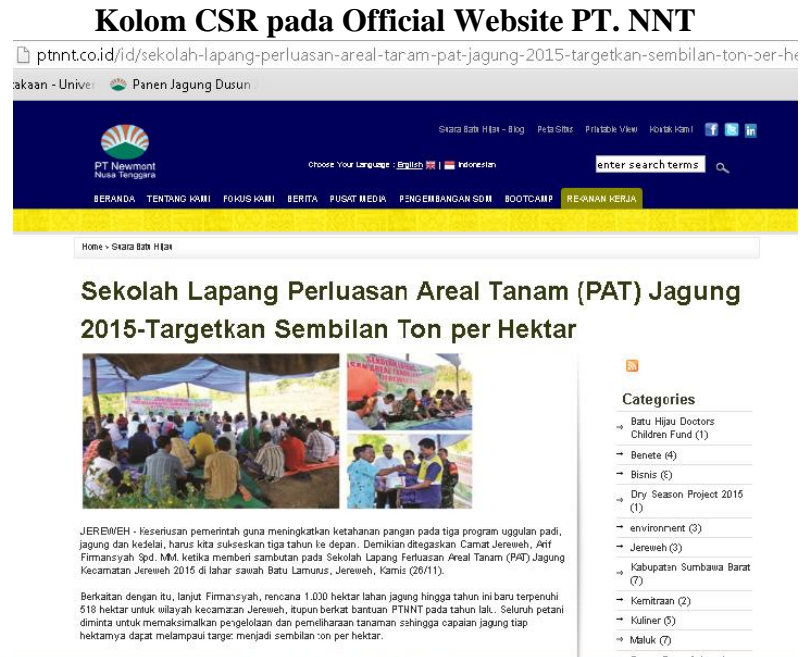 Kolom CSR pada Official Website PT. NNT
ptnnt.co.id/id/sekolah-lapang-perluasan-areal-tanam-pat-jagung-2015-targetkan-sembilan-ton-per-he
akaan - Univer
Panen Jagung Dusun
Suara Batu Hijau - Blog Peta Situs Printable View Kontak Kami
PT Newmont
Nusa Tenggara
Choose Your Language : English | Indonesian
enter search terms
BERANDA TENTANG KAMI FOKUS KAMI BERITA PUSAT MEDIA PENGEMBANGAN SDM BOOTCAMP REKANAN KERJA
Home > Suara Batu Hijau
Sekolah Lapang Perluasan Areal Tanam (PAT) Jagung
2015-Targetkan Sembilan Ton per Hektar
JEREWEH - Keseriusan pemerintah guna meningkatkan ketahanan pangan pada tiga program uggulan padi,
jagung dan kedelai, harus kita sukseskan tiga tahun ke depan. Demikian ditegaskan Camat Jereweh, Arif
Firmansyah Spd. MM. ketika memberi sambutan pada Sekolah Lapang Perluasan Areal Tanam (PAT) Jagung
Kecamatan Jereweh 2015 di lahar sawah Batu Lamurus, Jereweh, Kamis (26/11).
Berkaitan dengan itu, lanjut Firmansyah, rencana 1.000 hektar lahan jagung hingga tahun ini baru terpenuhi
518 hektar untuk wilayah kecamatan Jereweh, itupun berkat bantuan PTNNT pada tahun lalu. Seluruh petani
diminta untuk memaksimalkan pengelolaan dan pemeliharaan tanaman sehingga capaian jagung tiap
hektarnya dapat melampaui target menjadi sembilan ton per hektar.
Categories
Batu Hijau Doctors
Children Fund (1)
Benete (4)
Bisnis (6)
Dry Season Project 2015
(1)
environment (3)
Jereweh (3)
Kabupaten Sumbawa Barat
(7)
Kemitraan (2)
Kuliner (5)
Maluk (7)